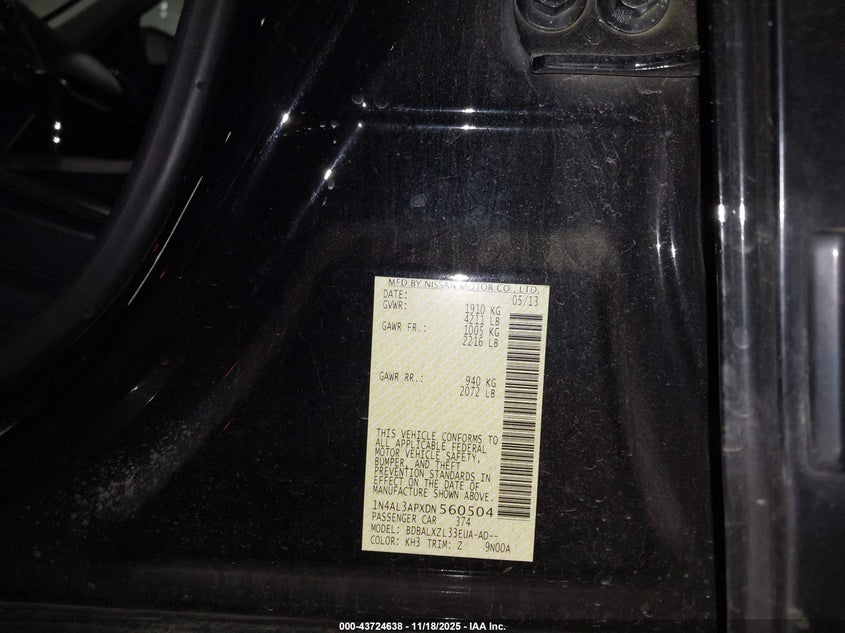 MFD BY NISSAN MOTOR CO., LTD.
DATE: 05/13
GVWR: 1910 KG
4211 LB
GAWR FR.: 1005 KG
2216 LB
GAWR RR.: 940 KG
2072 LB
THIS VEHICLE CONFORMS TO
ALL APPLICABLE FEDERAL
MOTOR VEHICLE SAFETY,
BUMPER, AND THEFT
PREVENTION STANDARDS IN
EFFECT ON THE DATE OF
MANUFACTURE SHOWN ABOVE.
1N4AL3APXDN560504
PASSENGER CAR 374
MODEL: BDBALXZL33EUA-AD--
COLOR: KH3 TRIM: Z 9N00A
000-43724638 - 11/18/2025 - IAA Inc.